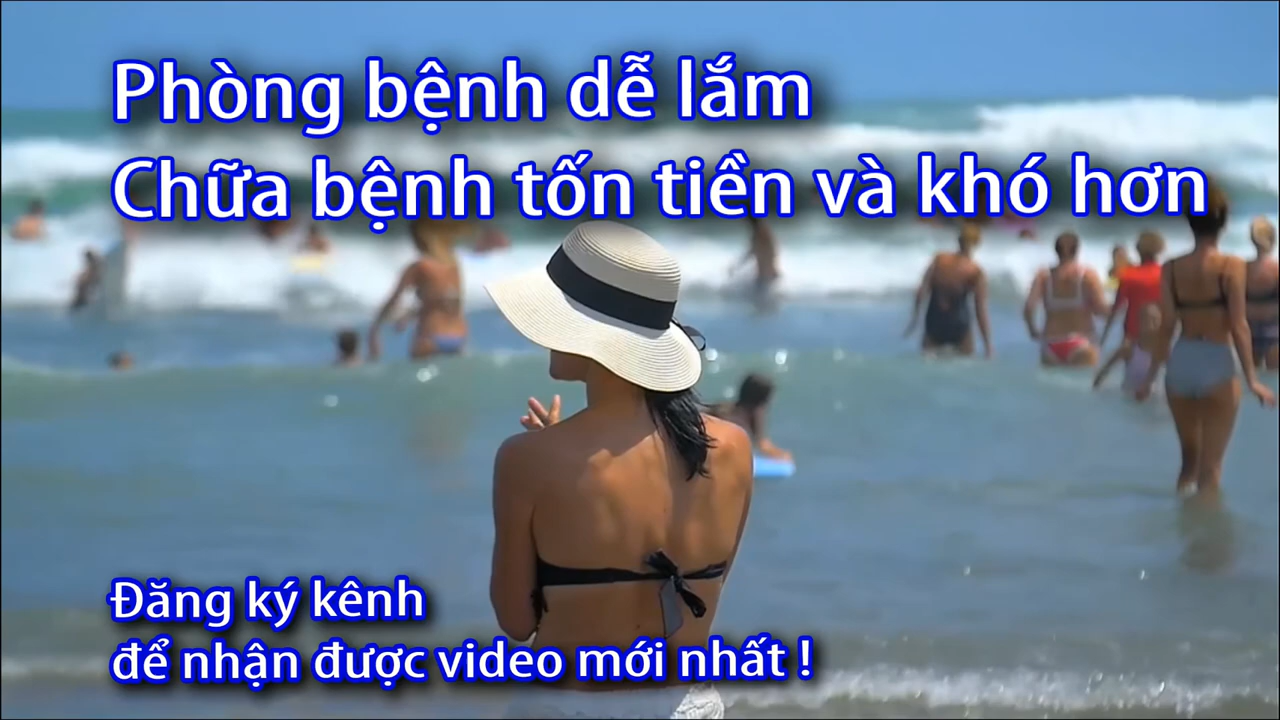 Phòng bệnh dễ lắm
Chữa bệnh tốn tiền và khó hơn
Đăng ký kênh
để nhận được video mới nhất !